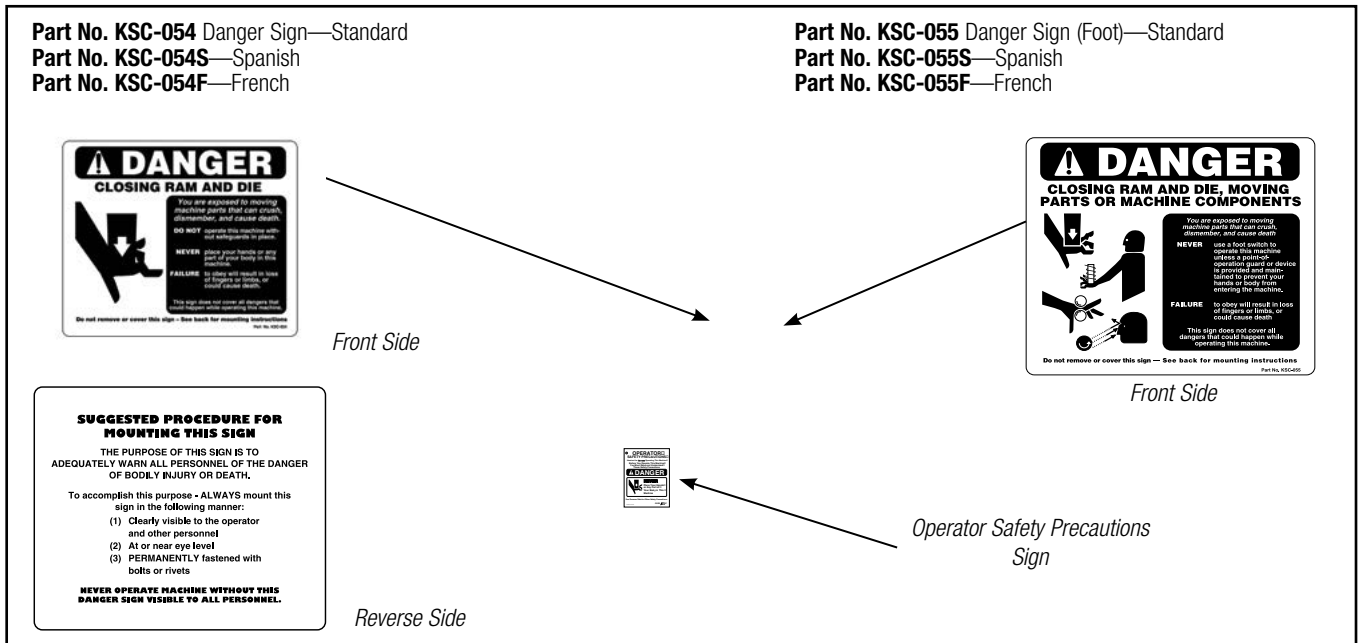 Part No. KSC-054 Danger Sign—Standard
Part No. KSC-054S—Spanish
Part No. KSC-054F—French
Part No. KSC-055 Danger Sign (Foot)—Standard
Part No. KSC-055S—Spanish
Part No. KSC-055F—French
DANGER
CLOSING RAM AND DIE
You are exposed to moving
machine parts that can crush,
dismember, and cause death.
DO NOT operate this machine with-
out safeguards in place.
NEVER place your hands or any
part of your body in this
machine.
FAILURE to obey will result in loss
of fingers or limbs, or
could cause death.
This sign does not cover all dangers that
could happen while operating this machine.
Do not remove or cover this sign – See back for mounting instructions
Part No. KSC-054
Front Side
DANGER
CLOSING RAM AND DIE, MOVING
PARTS OR MACHINE COMPONENTS
You are exposed to moving
machine parts that can crush,
dismember, and cause death
NEVER use a foot switch to
operate this machine
unless a point-of-
operation guard or device
is provided and main-
tained to prevent your
hands or body from
entering the machine.
FAILURE to obey will result in loss
of fingers or limbs, or
could cause death
This sign does not cover all
dangers that could happen while
operating this machine.
Do not remove or cover this sign — See back for mounting instructions
Part No. KSC-055
Front Side
SUGGESTED PROCEDURE FOR
MOUNTING THIS SIGN
THE PURPOSE OF THIS SIGN IS TO
ADEQUATELY WARN ALL PERSONNEL OF THE DANGER
OF BODILY INJURY OR DEATH.
To accomplish this purpose - ALWAYS mount this
sign in the following manner:
(1) Clearly visible to the operator
and other personnel
(2) At or near eye level
(3) PERMANENTLY fastened with
bolts or rivets
NEVER OPERATE MACHINE WITHOUT THIS
DANGER SIGN VISIBLE TO ALL PERSONNEL.
Reverse Side
OPERATOR
SAFETY PRECAUTIONS
DANGER
NEVER
Operator Safety Precautions
Sign